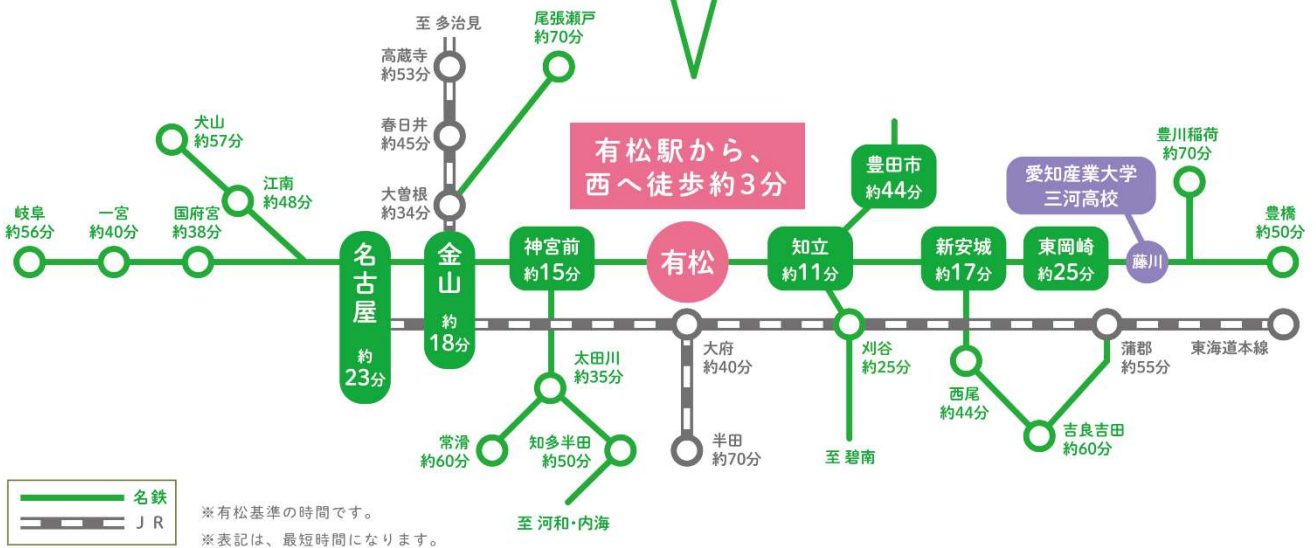 至 多治見
尾張瀬戸
約70分
高蔵寺
約53分
犬山
約57分
春日井
約45分
有松駅から、
西へ徒歩約3分
豊田市
約44分
愛知産業大学
三河高校
豊川稲荷
約70分
江南
約48分
大曽根
約34分
岐阜
約56分
一宮
約40分
国府宮
約38分
名古屋
約
23分
金山
約
18分
神宮前
約15分
有松
知立
約11分
新安城
約17分
東岡崎
約25分
藤川
豊橋
約50分
太田川
約35分
大府
約40分
刈谷
約25分
西尾
約44分
蒲郡
約55分
東海道本線
常滑
約60分
知多半田
約50分
半田
約70分
至 碧南
吉良吉田
約60分
至 河和・内海
名鉄
JR
※有松基準の時間です。
※表記は、最短時間になります。